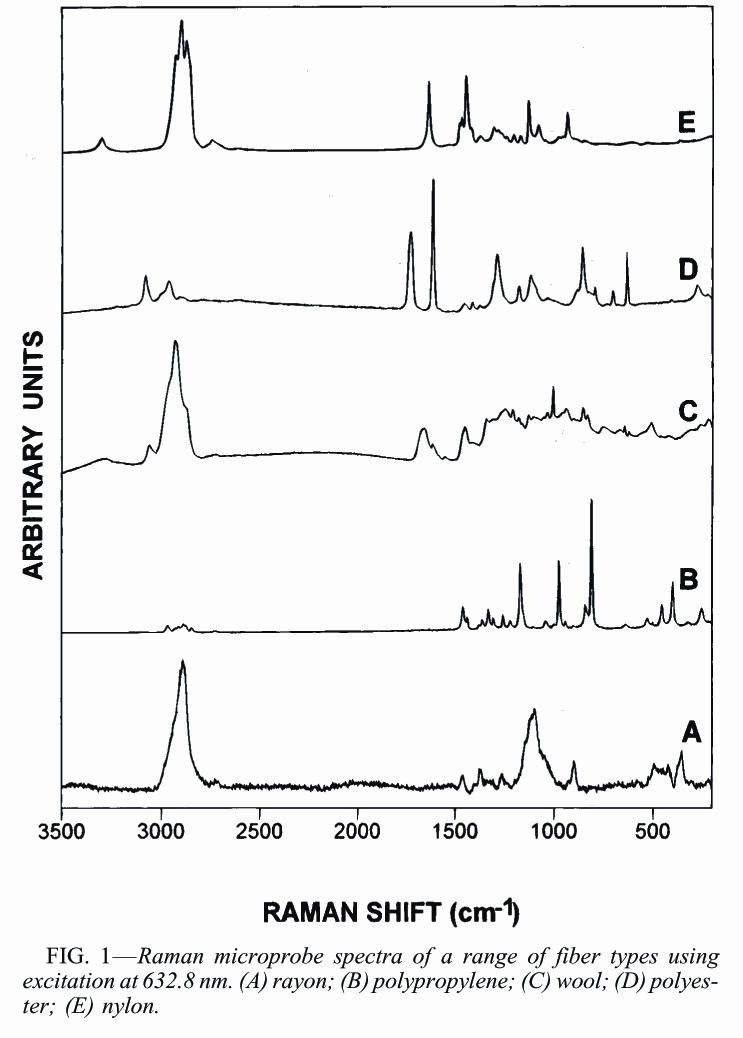 E
D
C
B
A
ARBITRARY UNITS
3500 3000 2500 2000 1500 1000 500
RAMAN SHIFT (cm-1)
FIG. 1—Raman microprobe spectra of a range of fiber types using
excitation at 632.8 nm. (A) rayon; (B) polypropylene; (C) wool; (D) polyes-
ter; (E) nylon.